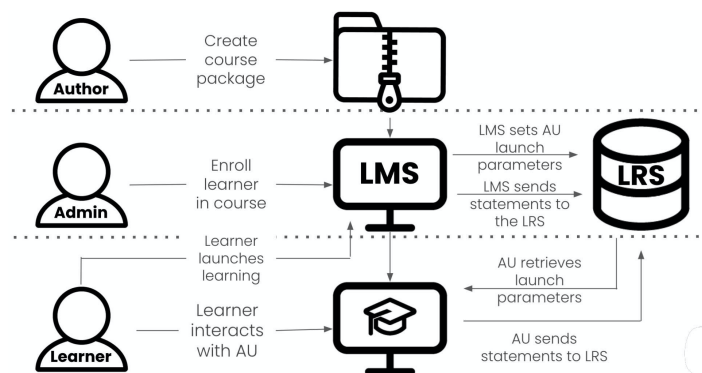 Create
course
package
Author
LMS sets AU
launch
parameters
Enroll
learner
in course
LMS
LRS
LMS sends
statements to
the LRS
Admin
Learner
launches
learning
AU retrieves
launch
parameters
Learner
interacts
with AU
AU sends
statements to LRS
Learner